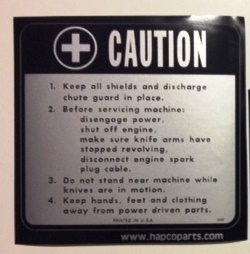 CAUTION
1. Keep all shields and discharge
chute guard in place.
2. Before servicing machine:
disengage power,
shut off engine,
make sure knife arms have
stopped revolving,
disconnect engine spark
plug cable.
3. Do not stand near machine while
knives are in motion.
4. Keep hands, feet and clothing
away from power driven parts.
PRINTED IN U.S.A.
www.hapcoparts.com